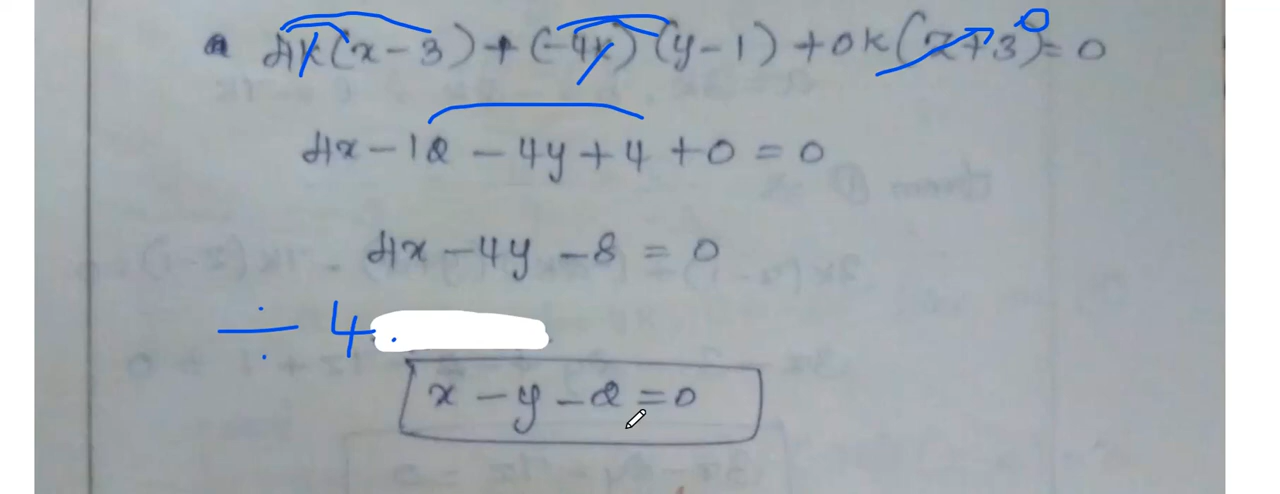 4k(x-3)+(-4k)(y-1)+0k(z+3)=0
0
4x-12-4y+4+0=0
4x-4y-8=0
÷ 4.
x-y-2=0